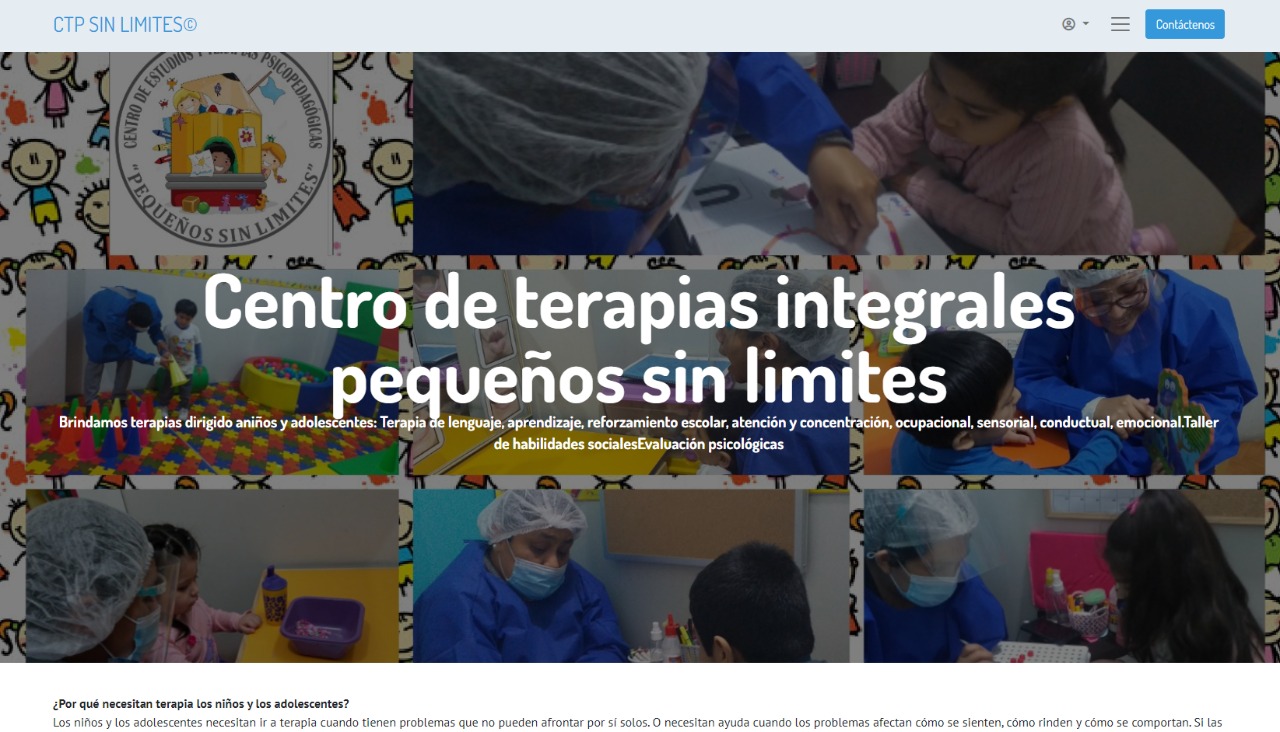 CTP SIN LIMITES©
Contáctenos
CENTRO DE ESTUDIOS Y TERAPIAS PSICOPEDAGÓGICAS
"PEQUEÑOS SIN LIMITES"
Centro de terapias integrales
pequeños sin limites
Brindamos terapias dirigido aniños y adolescentes: Terapia de lenguaje, aprendizaje, reforzamiento escolar, atención y concentración, ocupacional, sensorial, conductual, emocional.Taller
de habilidades socialesEvaluación psicológicas
¿Por qué necesitan terapia los niños y los adolescentes?
Los niños y los adolescentes necesitan ir a terapia cuando tienen problemas que no pueden afrontar por sí solos. O necesitan ayuda cuando los problemas afectan cómo se sienten, cómo rinden y cómo se comportan. SI las